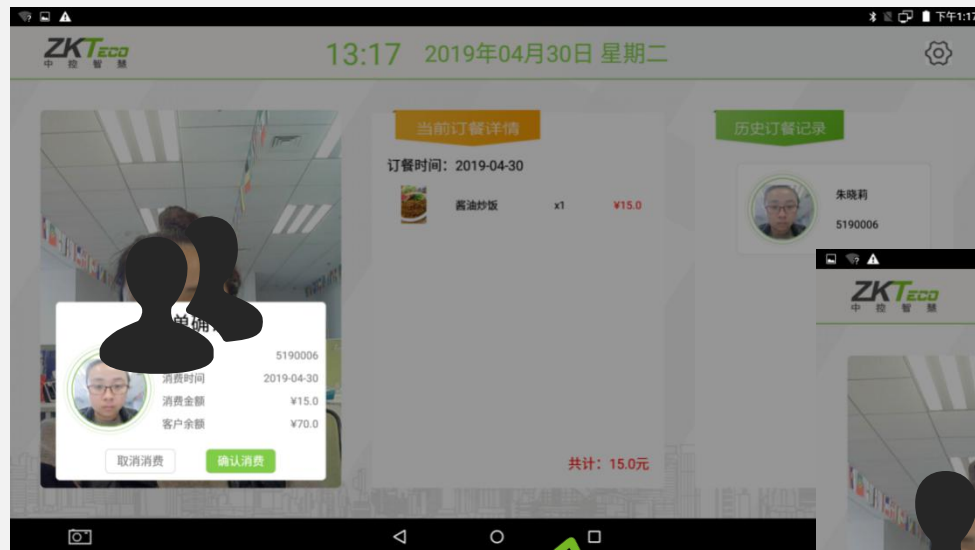 下午1:17
ZKTeco
中控智慧
13:17 2019年04月30日 星期二
当前订餐详情
订餐时间：2019-04-30
酱油炒饭 x1 ¥15.0
共计：15.0元
历史订餐记录
朱晓莉
5190006
5190006
消费时间 2019-04-30
消费金额 ¥15.0
客户余额 ¥70.0
取消消费 确认消费
ZKTeco
中控智慧